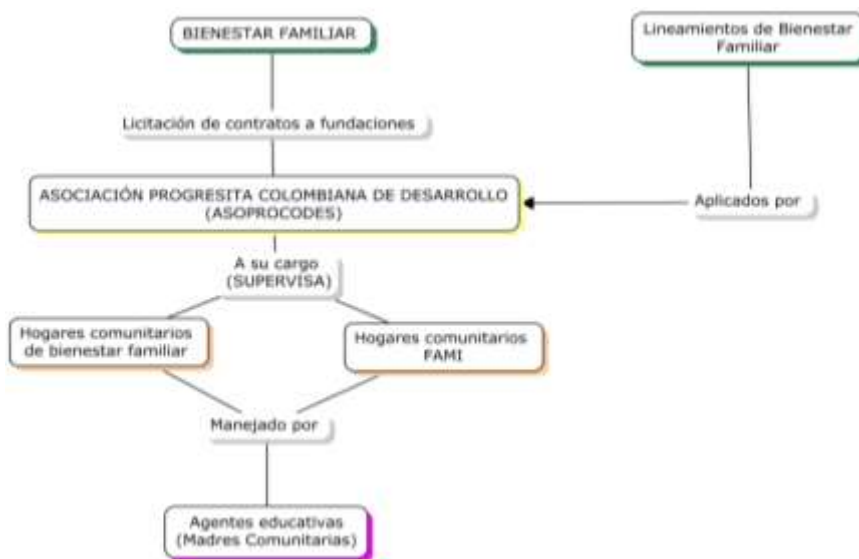 BIENESTAR FAMILIAR
Lineamientos de Bienestar
Familiar
Licitación de contratos a fundaciones
ASOCIACIÓN PROGRESITA COLOMBIANA DE DESARROLLO
(ASOPROCODES)
Aplicados por
A su cargo
(SUPERVISA)
Hogares comunitarios
de bienestar familiar
Hogares comunitarios
FAMI
Manejado por
Agentes educativas
(Madres Comunitarias)